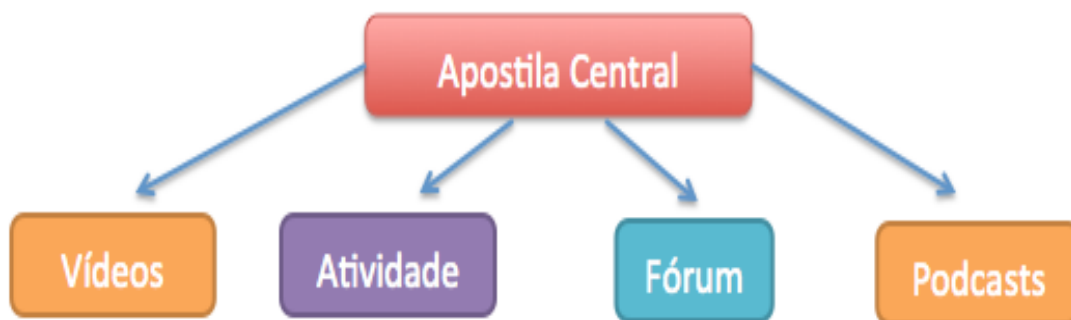 Apostila Central
Vídeos
Atividade
Fórum
Podcasts